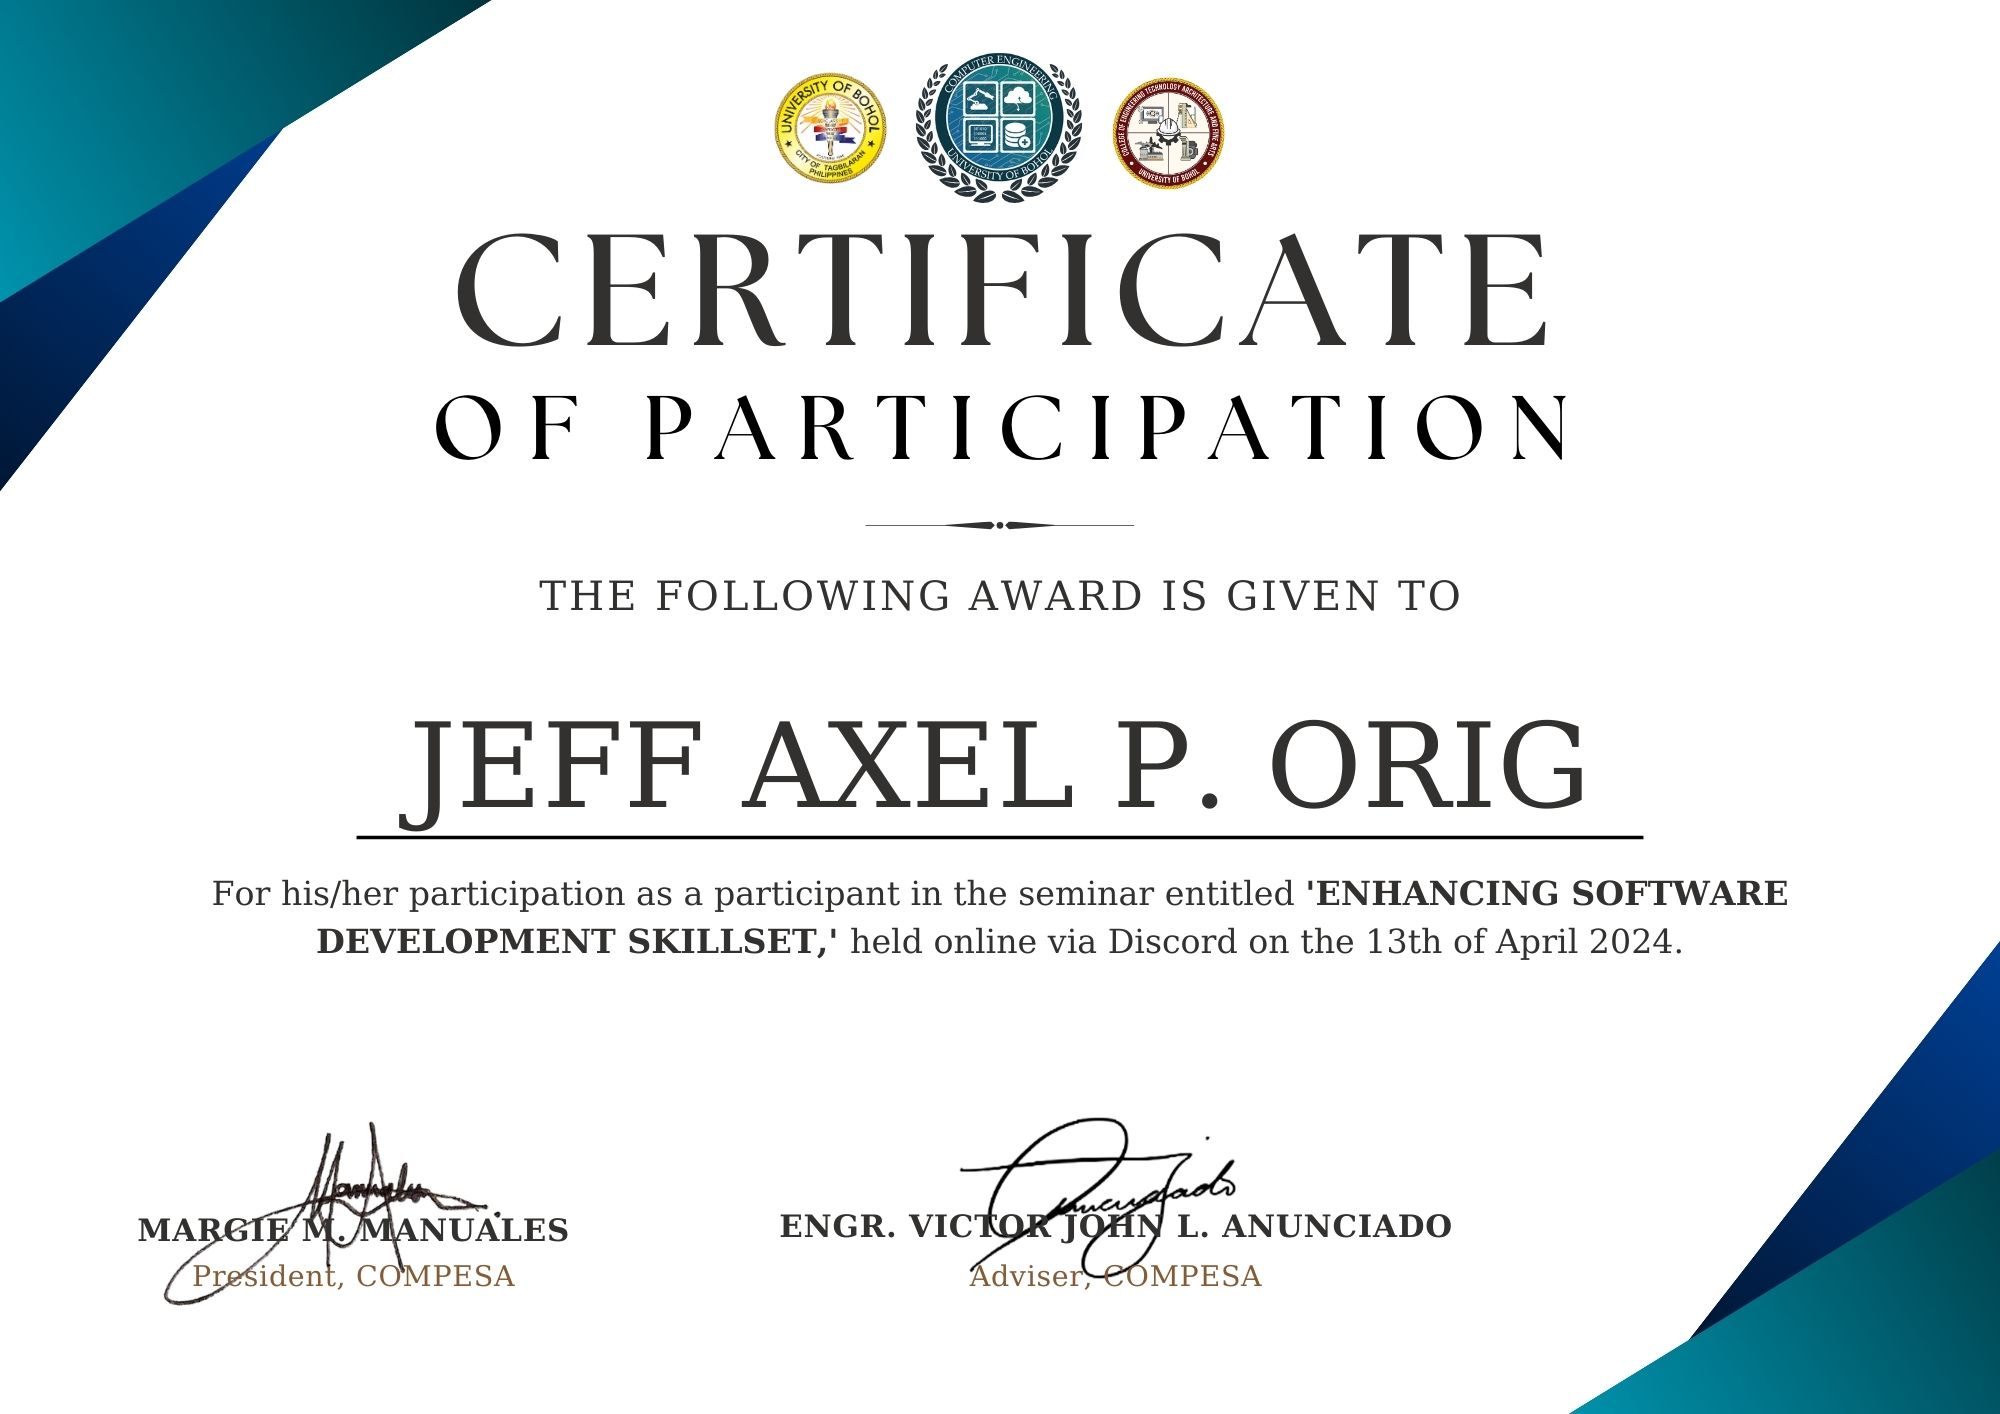 UNIVERSITY OF BOHOL
CITY OF TAGBILARAN
PHILIPPINES
COMPUTER ENGINEERING
UNIVERSITY OF BOHOL
COLLEGE OF ENGINEERING TECHNOLOGY ARCHITECTURE AND FINE ARTS
UNIVERSITY OF BOHOL
CERTIFICATE
OF PARTICIPATION
THE FOLLOWING AWARD IS GIVEN TO
JEFF AXEL P. ORIG
For his/her participation as a participant in the seminar entitled 'ENHANCING SOFTWARE
DEVELOPMENT SKILLSET,' held online via Discord on the 13th of April 2024.
MARGIE M. MANUALES
President, COMPESA
ENGR. VICTOR JOHN L. ANUNCIADO
Adviser, COMPESA